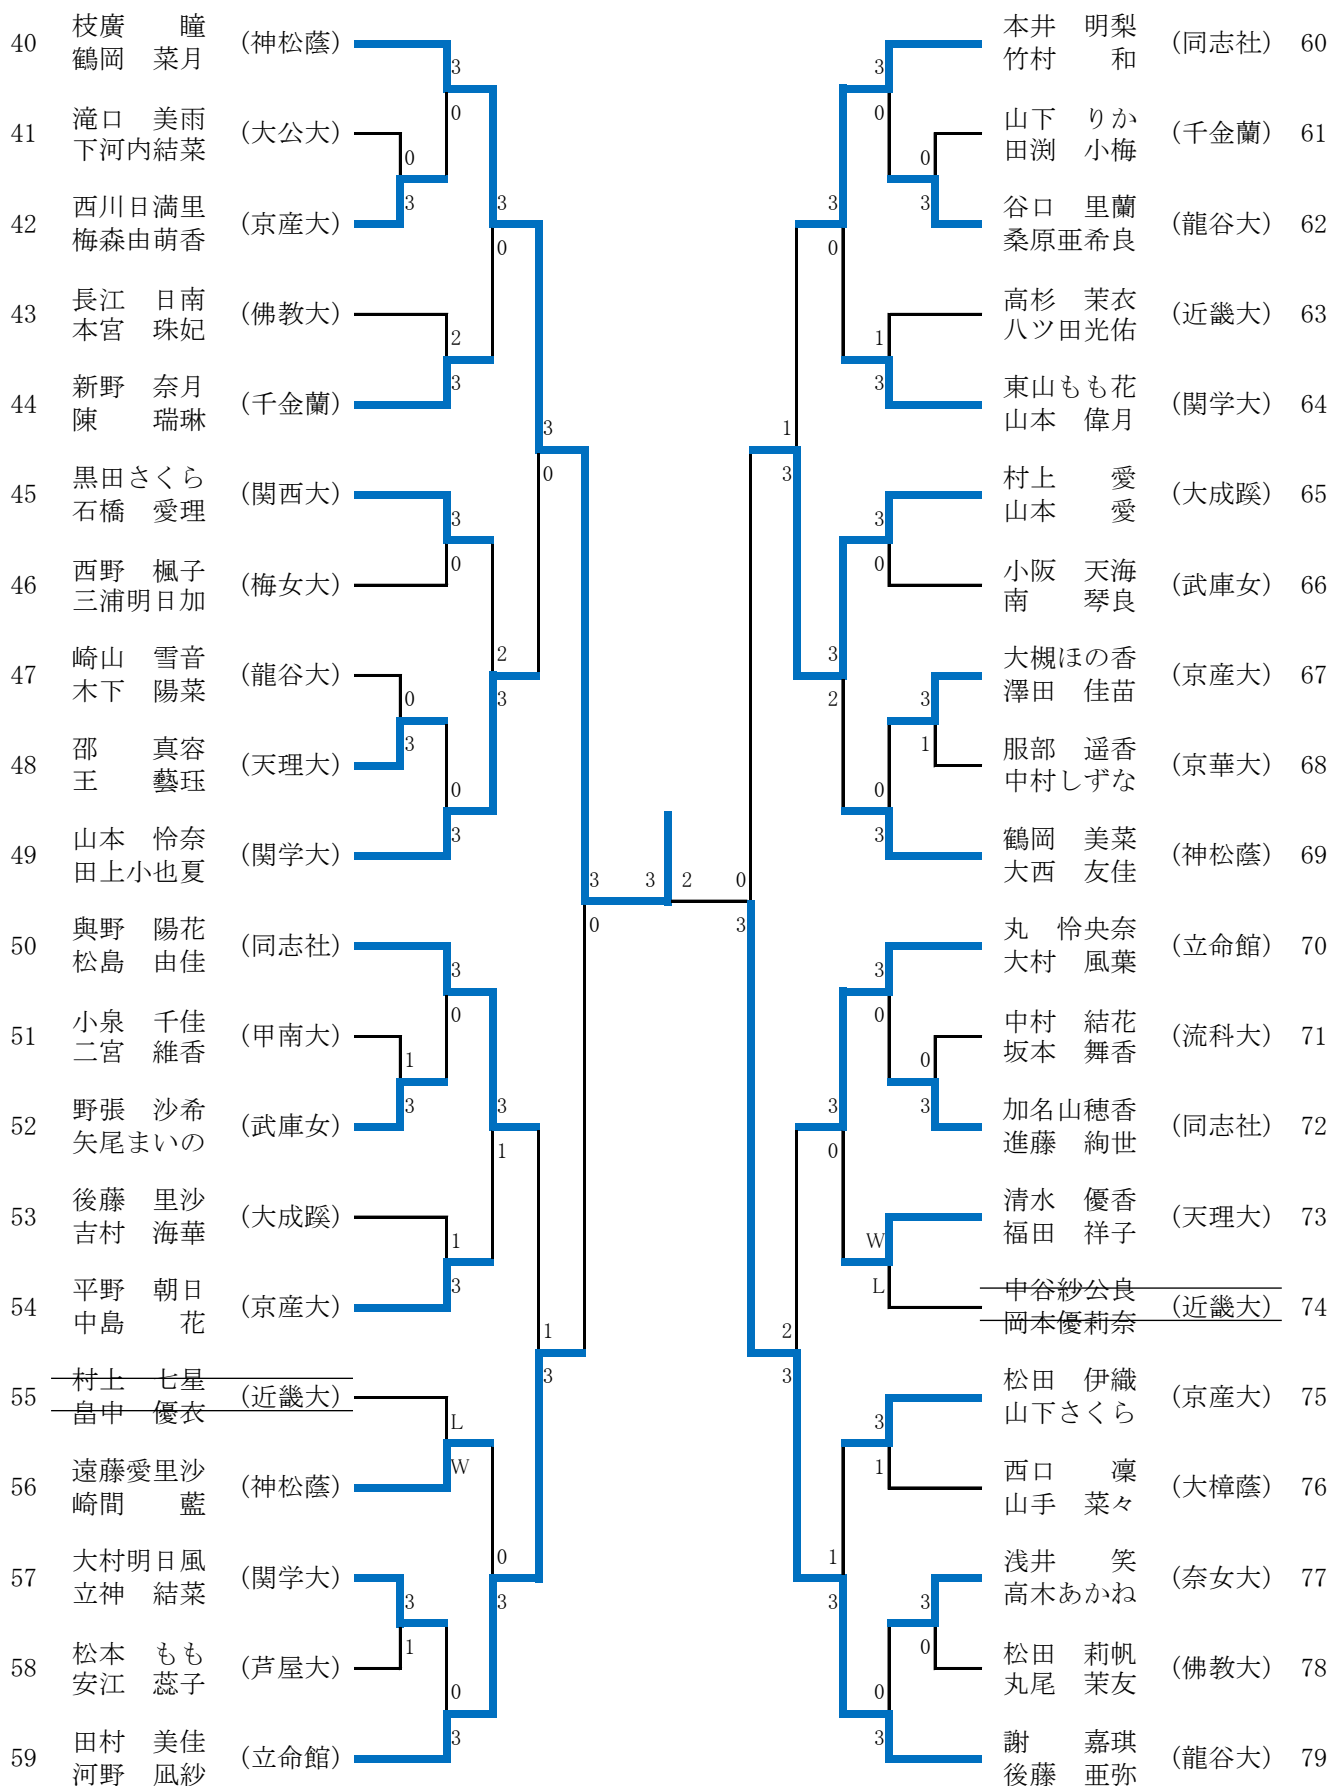 40 枝廣　　瞳 (神松蔭)
鶴岡　菜月
3
0
41 滝口　美雨 (大公大)
下河内結菜
0
3
42 西川日満里 (京産大)
梅森由萌香
3
0
43 長江　日南 (佛教大)
本宮　珠妃
2
3
44 新野　奈月 (千金蘭)
陳　　瑞琳
3
0
45 黒田さくら (関西大)
石橋　愛理
3
0
46 西野　楓子 (梅女大)
三浦明日加
2
3
47 崎山　雪音 (龍谷大)
木下　陽菜
0
3
48 邵　　真容 (天理大)
王　　藝珏
0
3
49 山本　怜奈 (関学大)
田上小也夏
3
0
3 2
50 與野　陽花 (同志社)
松島　由佳
3
0
51 小泉　千佳 (甲南大)
二宮　維香
1
3
52 野張　沙希 (武庫女)
矢尾まいの
3
1
53 後藤　里沙 (大成蹊)
吉村　海華
1
3
54 平野　朝日 (京産大)
中島　　花
1
3
55 村上　七星 (近畿大)
畠中　優衣
L
W
56 遠藤愛里沙 (神松蔭)
崎間　　藍
0
3
57 大村明日風 (関学大)
立神　結菜
3
1
58 松本　もも (芦屋大)
安江　蕊子
0
3
59 田村　美佳 (立命館)
河野　凪紗
本井　明梨 (同志社) 60
竹村　　和
3
0
山下　りか (千金蘭) 61
田渕　小梅
0
3
谷口　里蘭 (龍谷大) 62
桑原亜希良
3
0
高杉　茉衣 (近畿大) 63
八ツ田光佑
1
3
東山もも花 (関学大) 64
山本　偉月
1
3
村上　　愛 (大成蹊) 65
山本　　愛
3
0
小阪　天海 (武庫女) 66
南　　琴良
3
2
大槻ほの香 (京産大) 67
澤田　佳苗
3
1
服部　遥香 (京華大) 68
中村しずな
0
3
鶴岡　美菜 (神松蔭) 69
大西　友佳
0
3
丸　怜央奈 (立命館) 70
大村　風葉
3
0
中村　結花 (流科大) 71
坂本　舞香
0
3
加名山穂香 (同志社) 72
進藤　絢世
3
0
清水　優香 (天理大) 73
福田　祥子
W
L
中谷紗公良 (近畿大) 74
岡本優莉奈
2
3
松田　伊織 (京産大) 75
山下さくら
3
1
西口　　凜 (大樟蔭) 76
山手　菜々
1
3
浅井　　笑 (奈女大) 77
高木あかね
3
0
松田　莉帆 (佛教大) 78
丸尾　茉友
0
3
謝　　嘉琪 (龍谷大) 79
後藤　亜弥